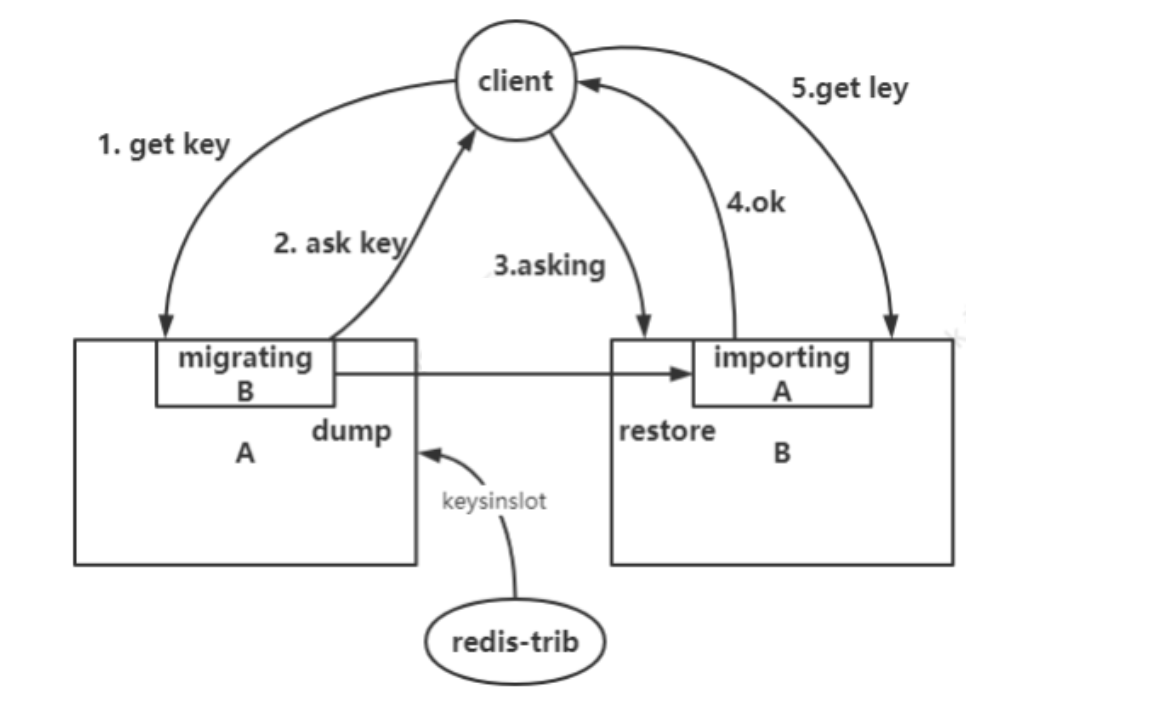 client
5.get ley
1. get key
4.ok
2. ask key
3.asking
migrating
B
importing
A
dump
restore
A
B
keysinslot
redis-trib